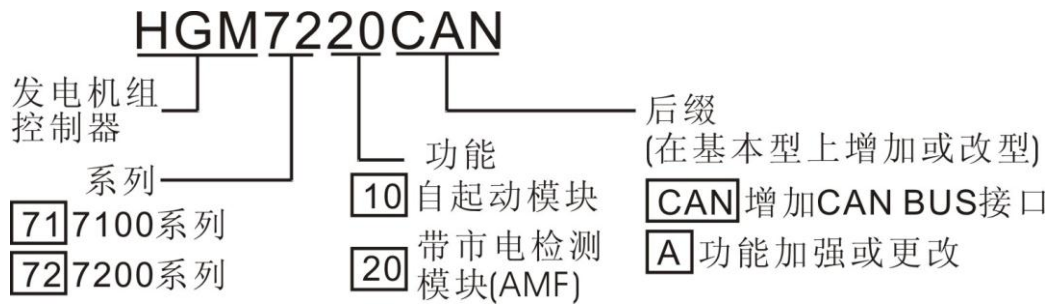 HGM7220CAN
发电机组
控制器
系列
71 7100系列
72 7200系列
功能
10 自起动模块
20 带市电检测
模块(AMF)
后缀
(在基本型上增加或改型)
CAN 增加CAN BUS接口
A 功能加强或更改